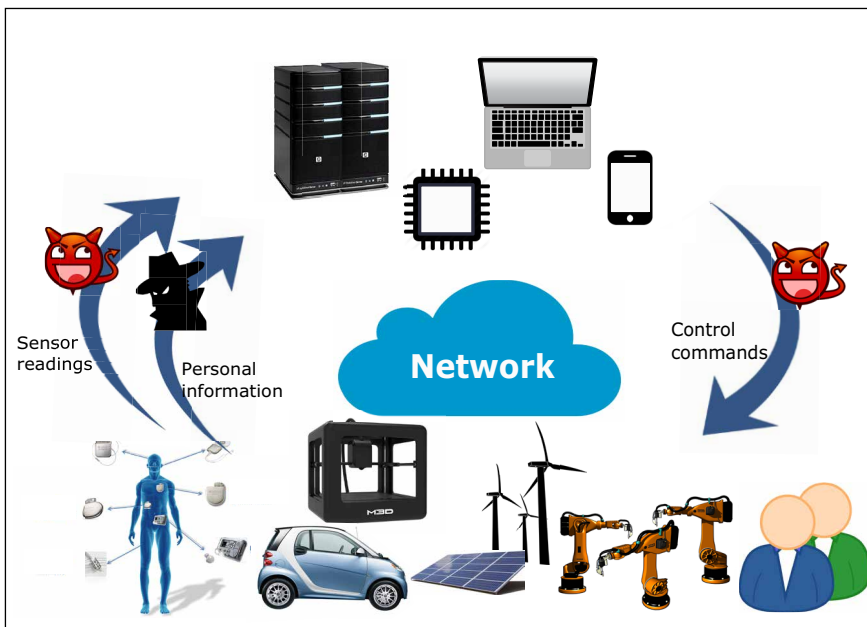 Network
Sensor
readings
Personal
information
Control
commands
M3D